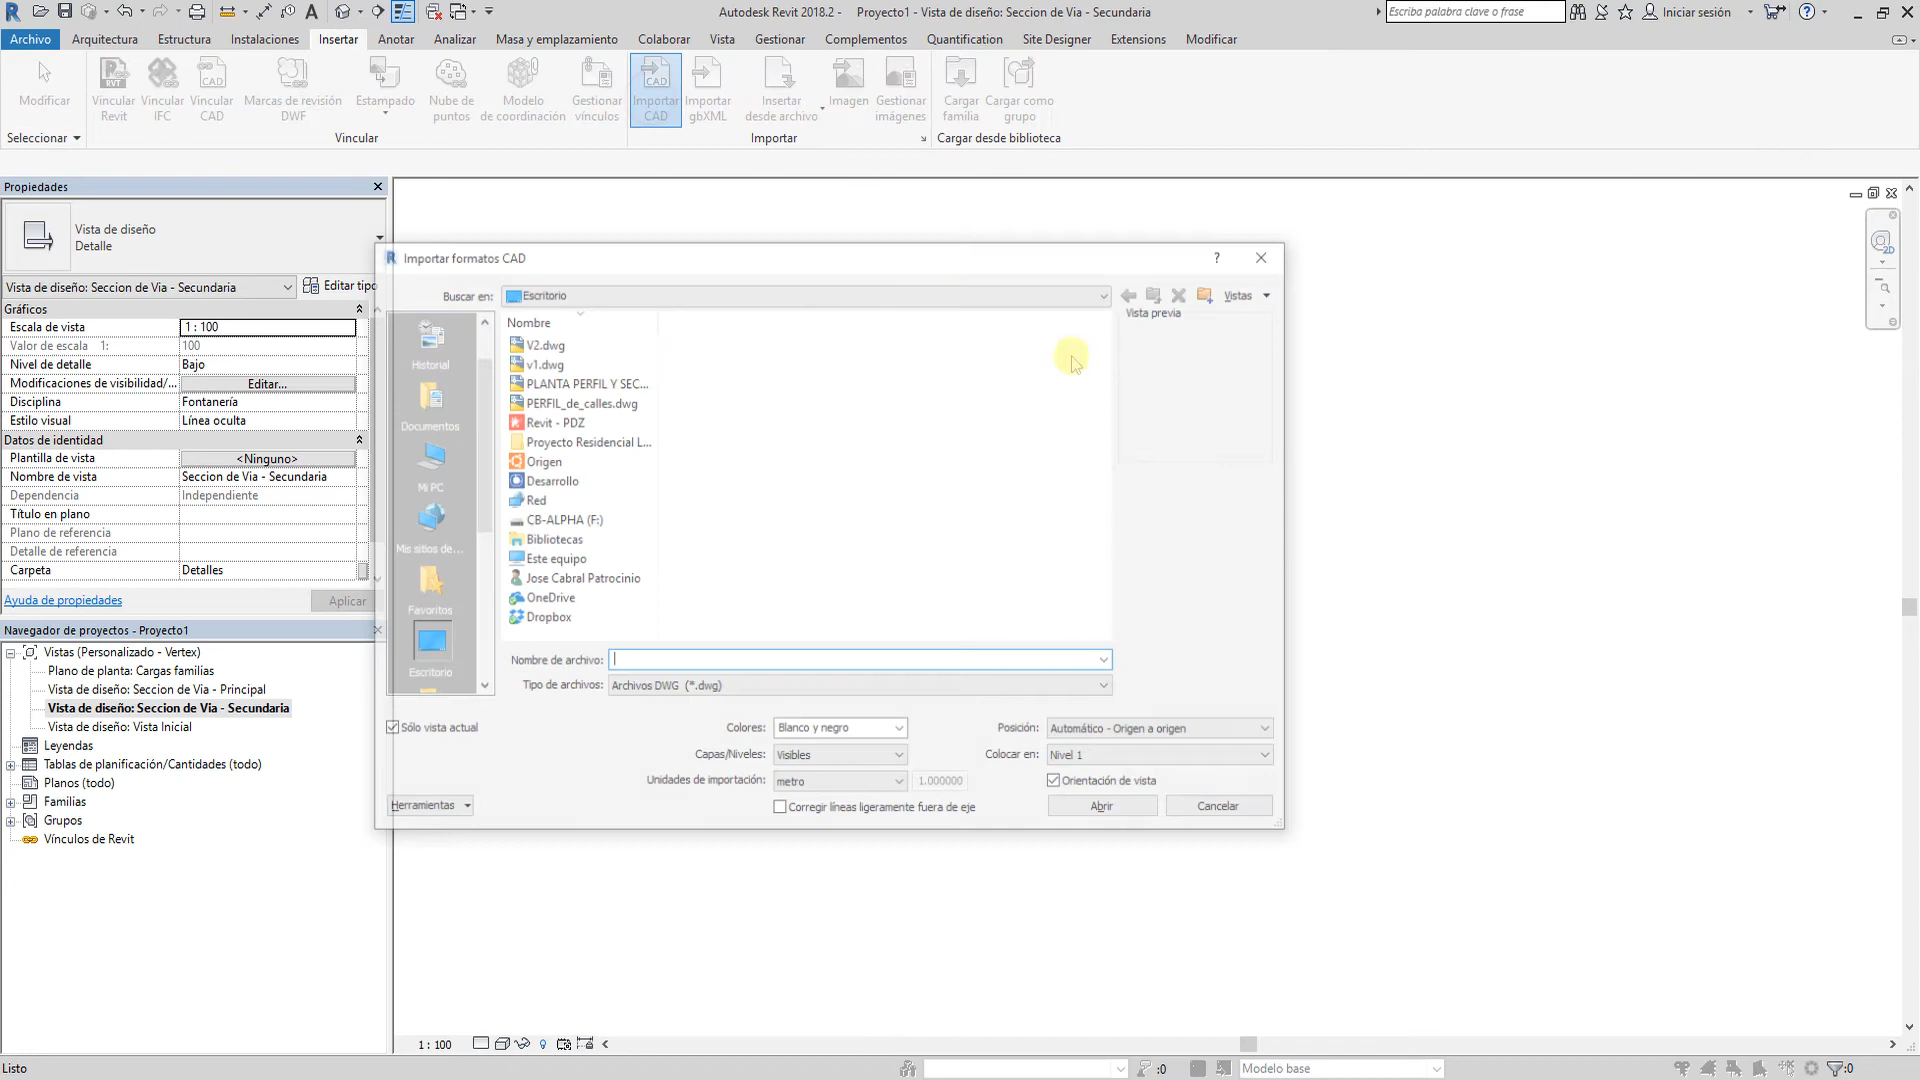 Autodesk Revit 2018.2 - Proyecto1 - Vista de diseño: Seccion de Via - Secundaria
Escriba palabra clave o frase
Iniciar sesión
Archivo Arquitectura Estructura Instalaciones Insertar Anotar Analizar Masa y emplazamiento Colaborar Vista Gestionar Complementos Quantification Site Designer Extensions Modificar
Modificar
Vincular Revit
Vincular IFC
Vincular CAD
Marcas de revisión DWF
Estampado
Nube de puntos
Modelo de coordinación
Gestionar vínculos
Importar CAD
Importar gbXML
Insertar desde archivo
Imagen
Gestionar imágenes
Cargar familia
Cargar como grupo
Seleccionar
Vincular
Importar
Cargar desde biblioteca
Propiedades
Vista de diseño
Detalle
Vista de diseño: Seccion de Via - Secundaria
Editar tipo
Gráficos
Escala de vista 1 : 100
Valor de escala 1: 100
Nivel de detalle Bajo
Modificaciones de visibilidad/... Editar...
Disciplina Fontanería
Estilo visual Línea oculta
Datos de identidad
Plantilla de vista <Ninguno>
Nombre de vista Seccion de Via - Secundaria
Dependencia Independiente
Título en plano
Plano de referencia
Detalle de referencia
Carpeta Detalles
Ayuda de propiedades
Aplicar
Navegador de proyectos - Proyecto1
Vistas (Personalizado - Vertex)
Plano de planta: Cargas familias
Vista de diseño: Seccion de Via - Principal
Vista de diseño: Seccion de Via - Secundaria
Vista de diseño: Vista Inicial
Leyendas
Tablas de planificación/Cantidades (todo)
Planos (todo)
Familias
Grupos
Vínculos de Revit
Importar formatos CAD
Buscar en: Escritorio
Vistas
Historial
Documentos
Mi PC
Mis sitios de...
Favoritos
Escritorio
Nombre
V2.dwg
v1.dwg
PLANTA PERFIL Y SEC...
PERFIL_de_calles.dwg
Revit - PDZ
Proyecto Residencial L...
Origen
Desarrollo
Red
CB-ALPHA (F:)
Bibliotecas
Este equipo
Jose Cabral Patrocinio
OneDrive
Dropbox
Vista previa
Nombre de archivo:
Tipo de archivos: Archivos DWG (*.dwg)
Sólo vista actual
Colores: Blanco y negro
Posición: Automático - Origen a origen
Capas/Niveles: Visibles
Colocar en: Nivel 1
Unidades de importación: metro 1.000000
Orientación de vista
Corregir líneas ligeramente fuera de eje
Herramientas
Abrir
Cancelar
1 : 100
Listo
:0
Modelo base
:0